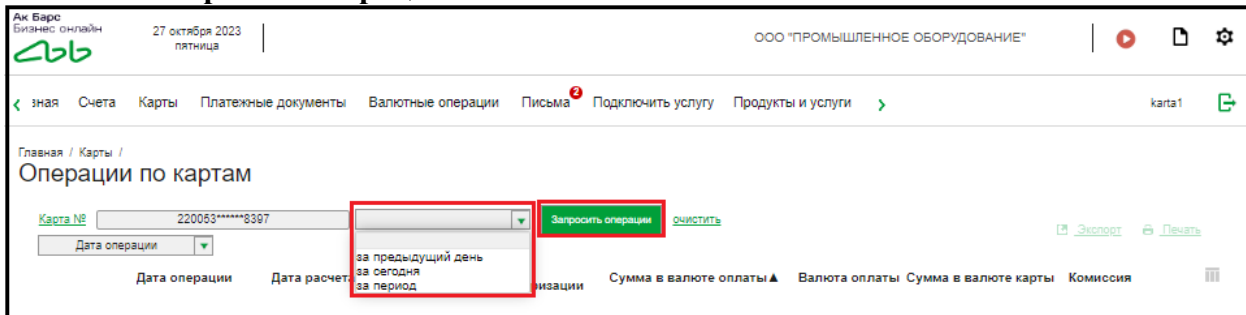 Ак Барс
Бизнес онлайн
27 октября 2023
пятница
ООО "ПРОМЫШЛЕННОЕ ОБОРУДОВАНИЕ"
вная Счета Карты Платежные документы Валютные операции Письма 2 Подключить услугу Продукты и услуги karta1
Главная / Карты /
Операции по картам
Карта № 220053******8397 Запросить операции очистить
Экспорт Печать
Дата операции
за предыдущий день
за сегодня
за период
Дата операции Дата расчет ризации Сумма в валюте оплаты▲ Валюта оплаты Сумма в валюте карты Комиссия